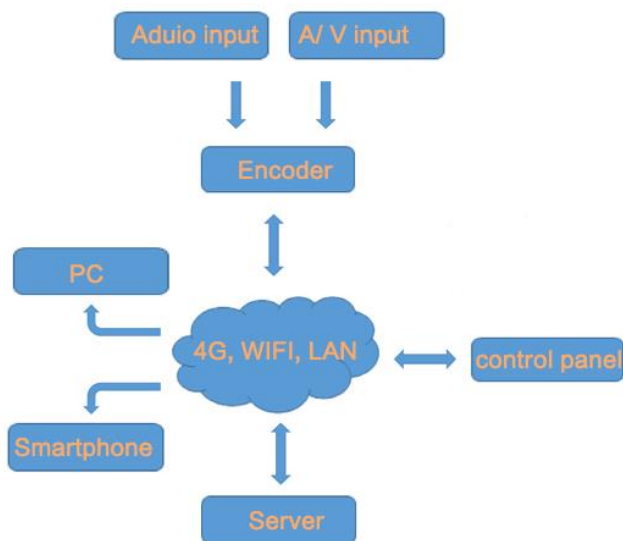 Aduio input
A/ V input
Encoder
PC
4G, WIFI, LAN
control panel
Smartphone
Server